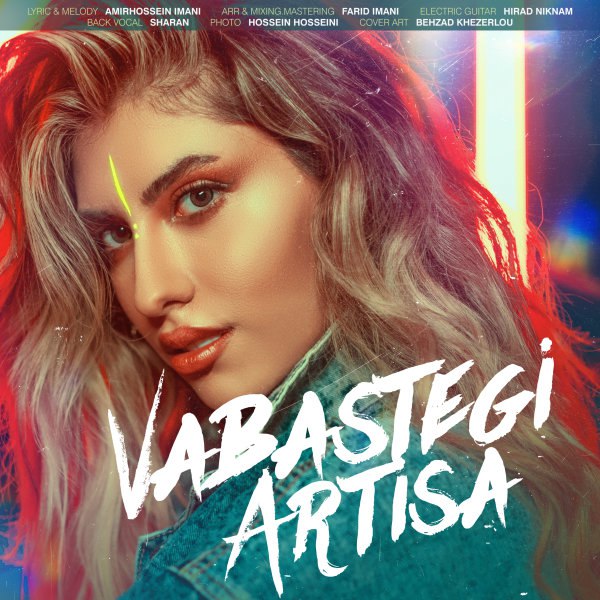 LYRIC & MELODY AMIRHOSSEIN IMANI ARR & MIXING.MASTERING FARID IMANI ELECTRIC GUITAR HIRAD NIKNAM
BACK VOCAL SHARAN PHOTO HOSSEIN HOSSEINI COVER ART BEHZAD KHEZERLOU
VABASTEGI
ARTISA